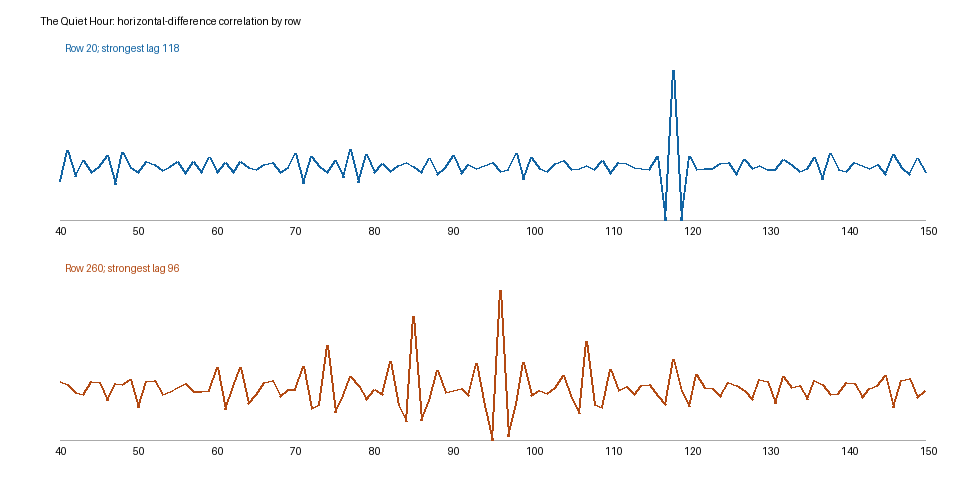 The Quiet Hour: horizontal-difference correlation by row
Row 20; strongest lag 118
40 50 60 70 80 90 100 110 120 130 140 150
Row 260; strongest lag 96
40 50 60 70 80 90 100 110 120 130 140 150